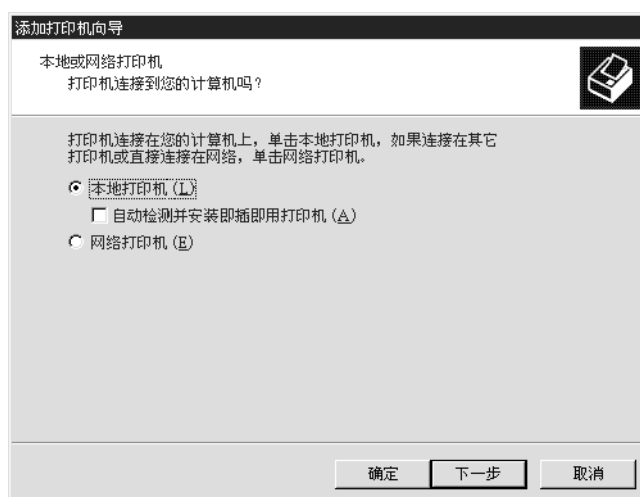 添加打印机向导
本地或网络打印机
打印机连接到您的计算机吗?
打印机连接在您的计算机上，单击本地打印机，如果连接在其它
打印机或直接连接在网络，单击网络打印机。
本地打印机(L)
自动检测并安装即插即用打印机(A)
网络打印机(E)
确定 下一步 取消